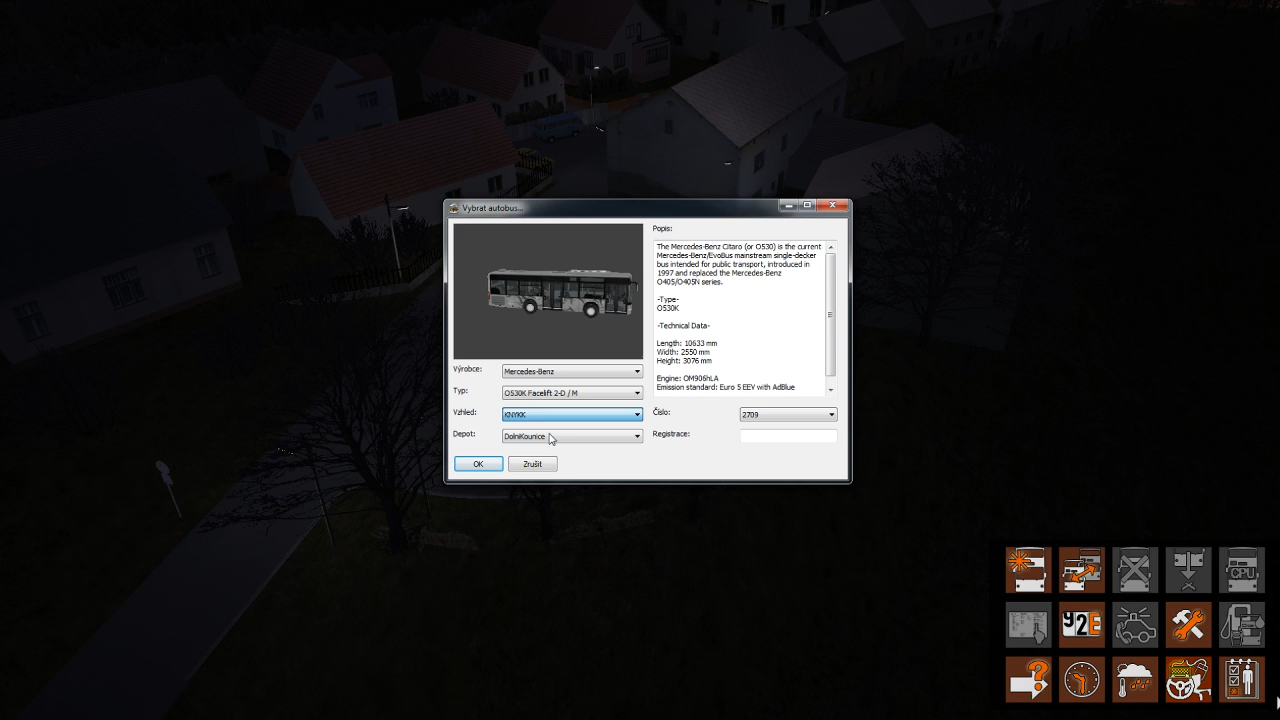 Vybrat autobus...
Popis:
The Mercedes-Benz Citaro (or O530) is the current
Mercedes-Benz/EvoBus mainstream single-decker
bus intended for public transport, introduced in
1997 and replaced the Mercedes-Benz
O405/O405N series.
-Type-
O530K
-Technical Data-
Length: 10633 mm
Width: 2550 mm
Height: 3076 mm
Engine: OM906hLA
Emission standard: Euro 5 EEV with AdBlue
Výrobce:
Mercedes-Benz
Typ:
O530K Facelift 2-D / M
Vzhled:
KNYKK
Číslo:
2709
Depot:
DolniKounice
Registrace:
OK
Zrušit
CPU
92E
?